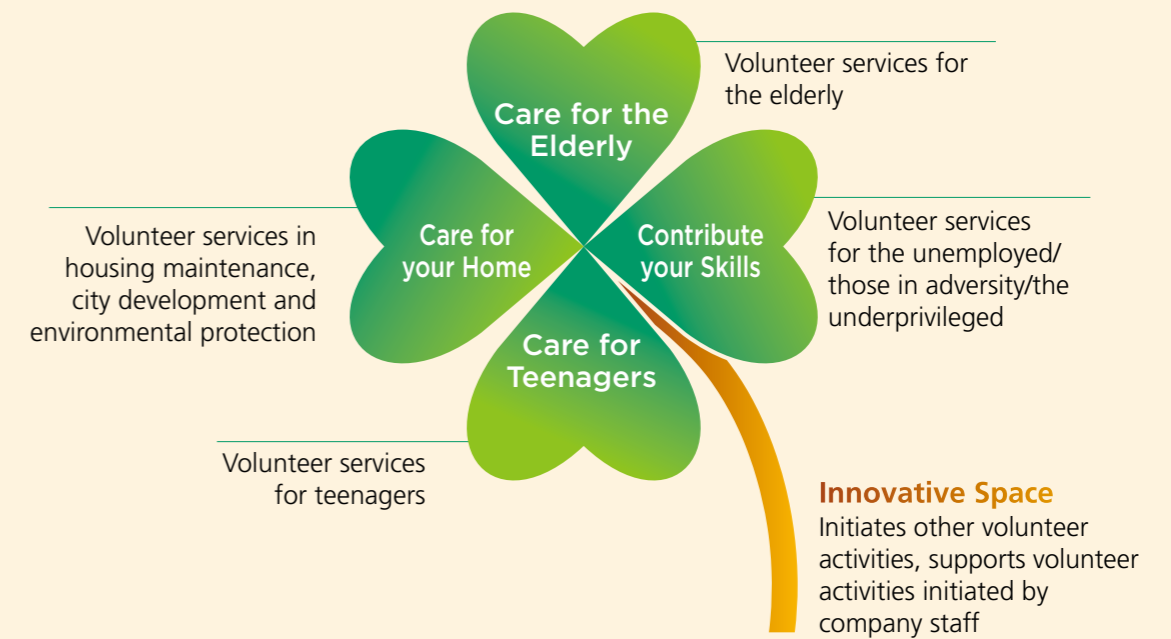 Care for the
Elderly
Volunteer services for
the elderly
Care for
your Home
Volunteer services in
housing maintenance,
city development and
environmental protection
Contribute
your Skills
Volunteer services
for the unemployed/
those in adversity/the
underprivileged
Care for
Teenagers
Volunteer services
for teenagers
Innovative Space
Initiates other volunteer
activities, supports volunteer
activities initiated by
company staff